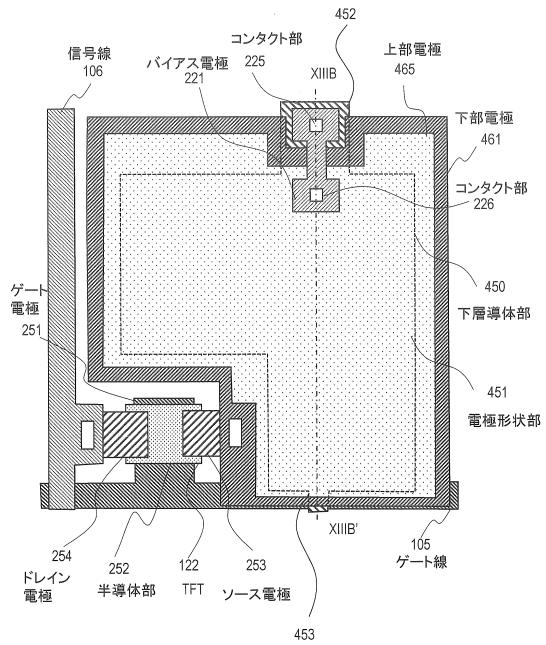 452
コンタクト部
225
XIIIB
上部電極
465
信号線
106
バイアス電極
221
下部電極
461
コンタクト部
226
450
下層導体部
ゲート
電極
251
451
電極形状部
XIIIB'
105
ゲート線
254
ドレイン
電極
252
半導体部
122
TFT
253
ソース電極
453